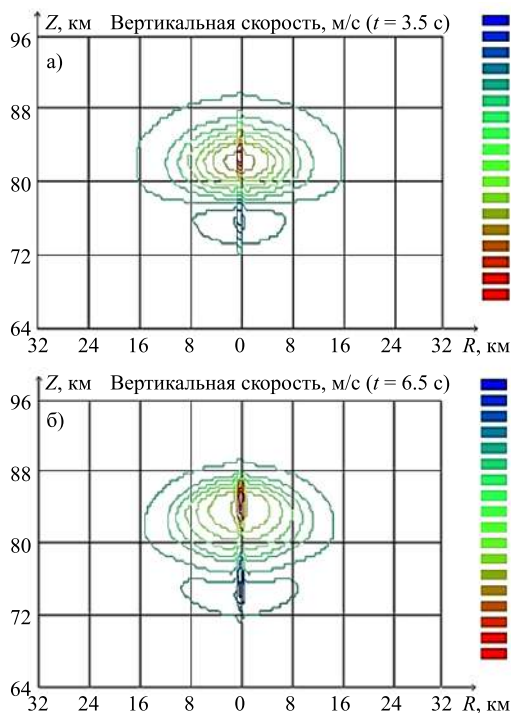 Z, км Вертикальная скорость, м/с (t = 3.5 с)
96
а)
88
80
72
64
32 24 16 8 0 8 16 24 32 R, км
Z, км Вертикальная скорость, м/с (t = 6.5 с)
96
б)
88
80
72
64
32 24 16 8 0 8 16 24 32 R, км